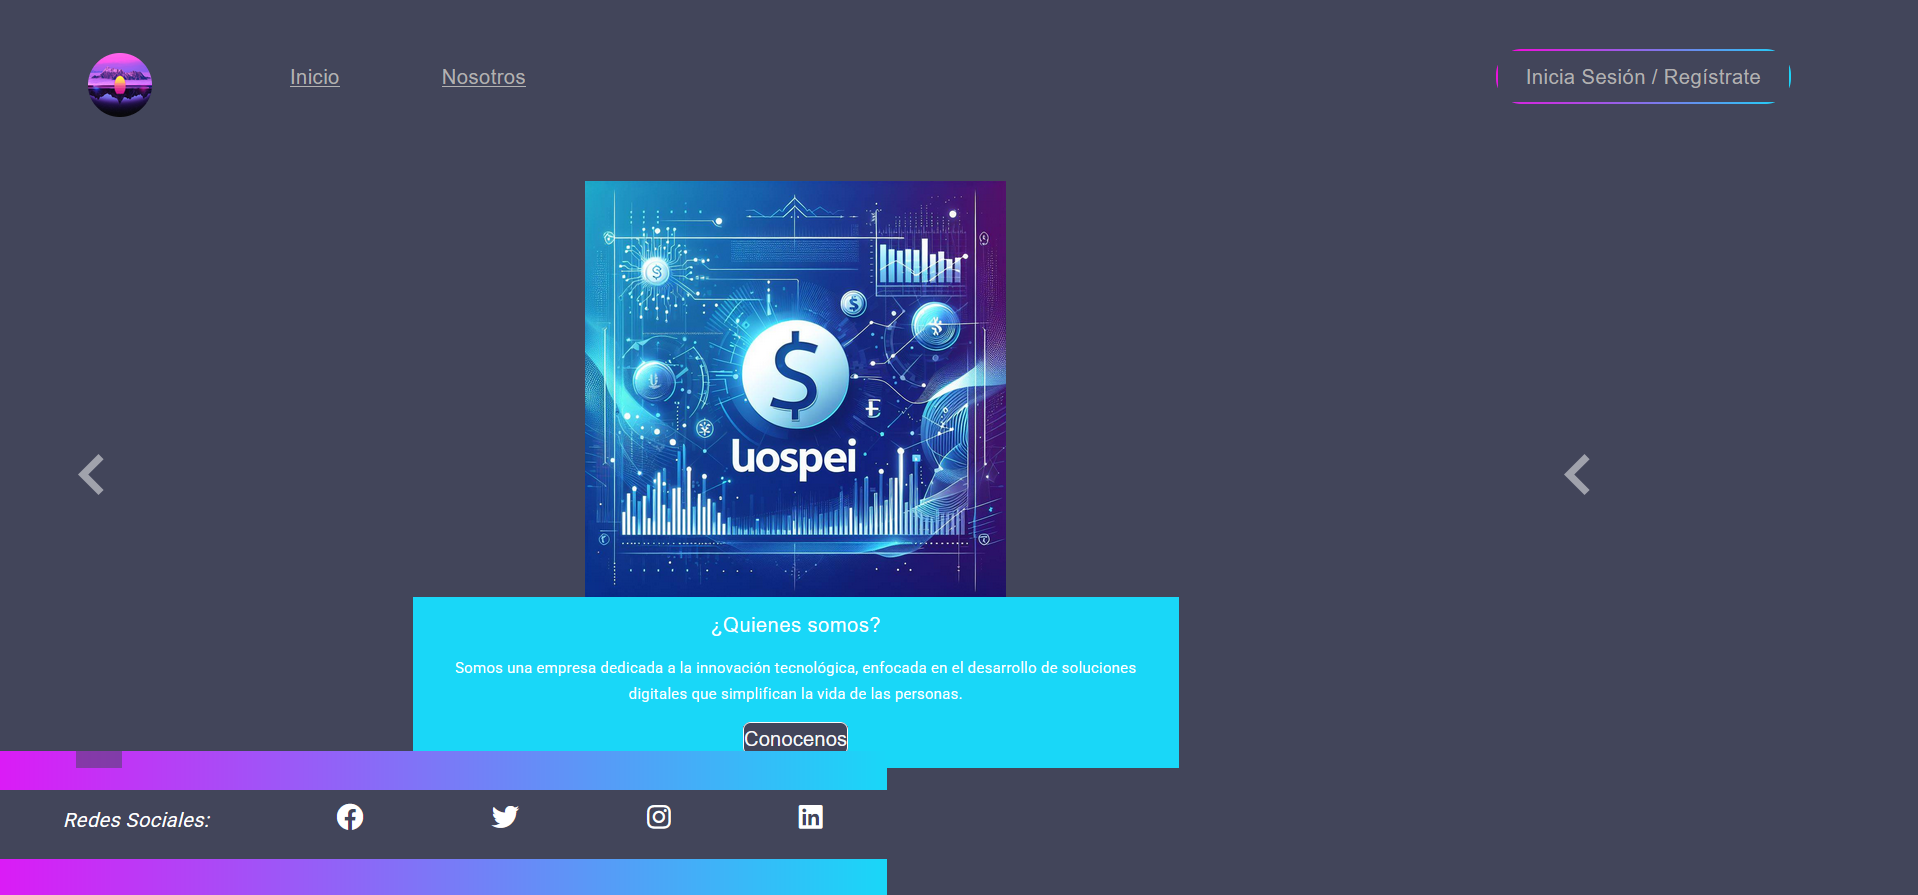 Inicio
Nosotros
Inicia Sesión / Regístrate
$
uospei
¿Quienes somos?
Somos una empresa dedicada a la innovación tecnológica, enfocada en el desarrollo de soluciones
digitales que simplifican la vida de las personas.
Conocenos
Redes Sociales: